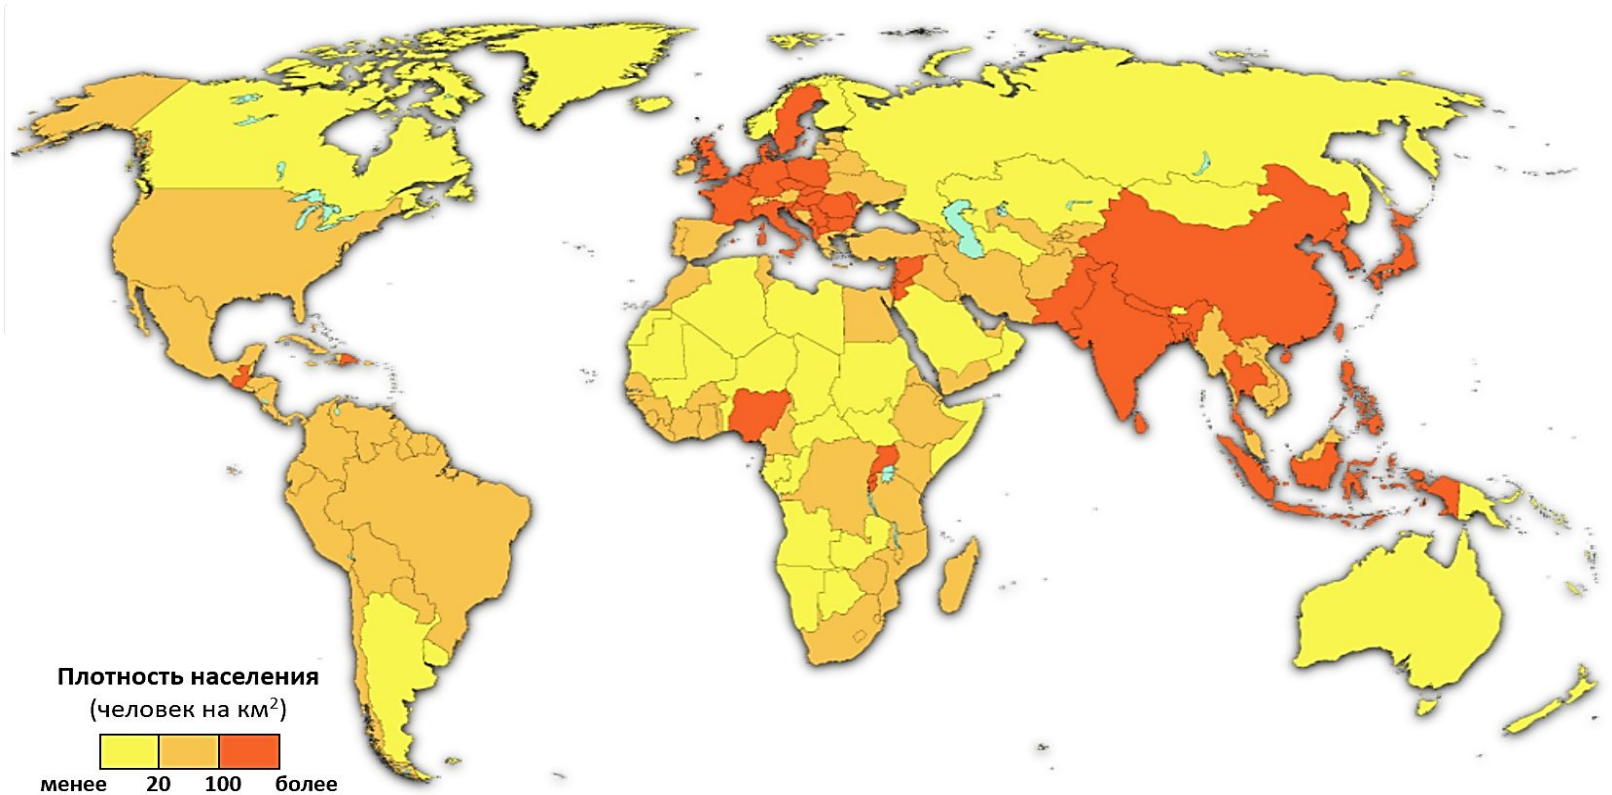 Плотность населения
(человек на км²)
менее 20 100 более